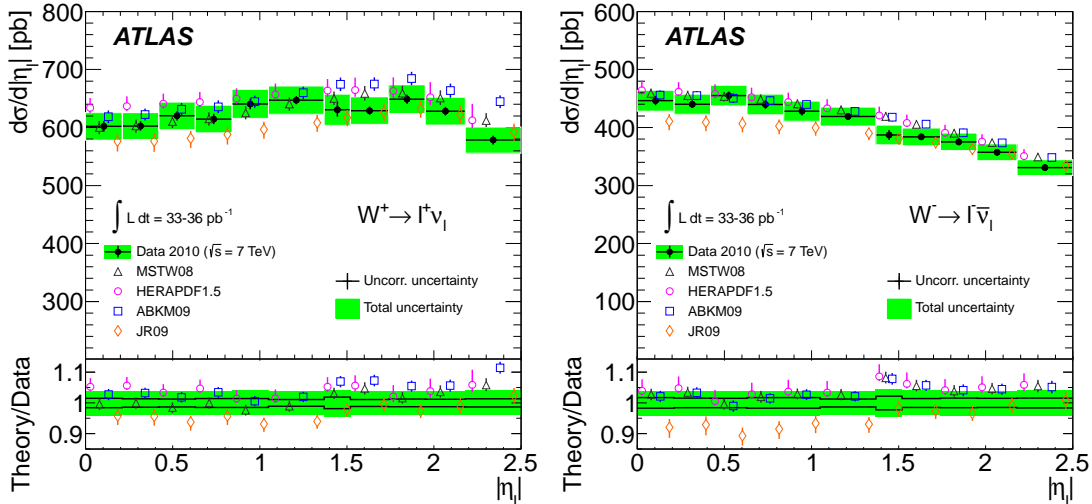 dσ/d|η_l| [pb]
800
700
600
500
400
300
ATLAS
∫ L dt = 33-36 pb⁻¹
W⁺ → l⁺ν_l
Data 2010 (√s = 7 TeV)
MSTW08
HERAPDF1.5
ABKM09
JR09
Uncorr. uncertainty
Total uncertainty
Theory/Data
1.1
1
0.9
0 0.5 1 1.5 2 2.5
|η_l|
dσ/d|η_l| [pb]
600
500
400
300
200
100
ATLAS
∫ L dt = 33-36 pb⁻¹
W⁻ → l⁻ν̄_l
Data 2010 (√s = 7 TeV)
MSTW08
HERAPDF1.5
ABKM09
JR09
Uncorr. uncertainty
Total uncertainty
Theory/Data
1.1
1
0.9
0 0.5 1 1.5 2 2.5
|η_l|